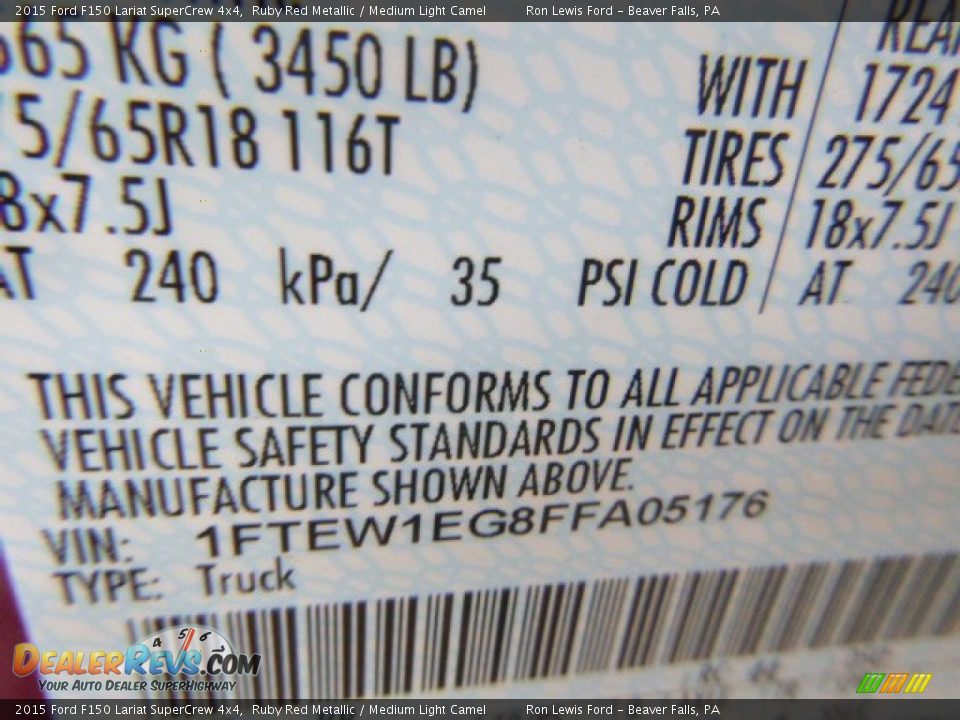 2015 Ford F150 Lariat SuperCrew 4x4, Ruby Red Metallic / Medium Light Camel Ron Lewis Ford – Beaver Falls, PA
KG ( 3450 LB) WITH 1724
5/65R18 116T TIRES 275/65
8x7.5J RIMS 18x7.5J
AT 240 kPa/ 35 PSI COLD AT 240
THIS VEHICLE CONFORMS TO ALL APPLICABLE
VEHICLE SAFETY STANDARDS IN EFFECT ON THE
MANUFACTURE SHOWN ABOVE.
VIN: 1FTEW1EG8FFA05176
TYPE: Truck
4 5 6
DEALERREVS.COM
YOUR AUTO DEALER SUPERHIGHWAY
2015 Ford F150 Lariat SuperCrew 4x4, Ruby Red Metallic / Medium Light Camel Ron Lewis Ford – Beaver Falls, PA